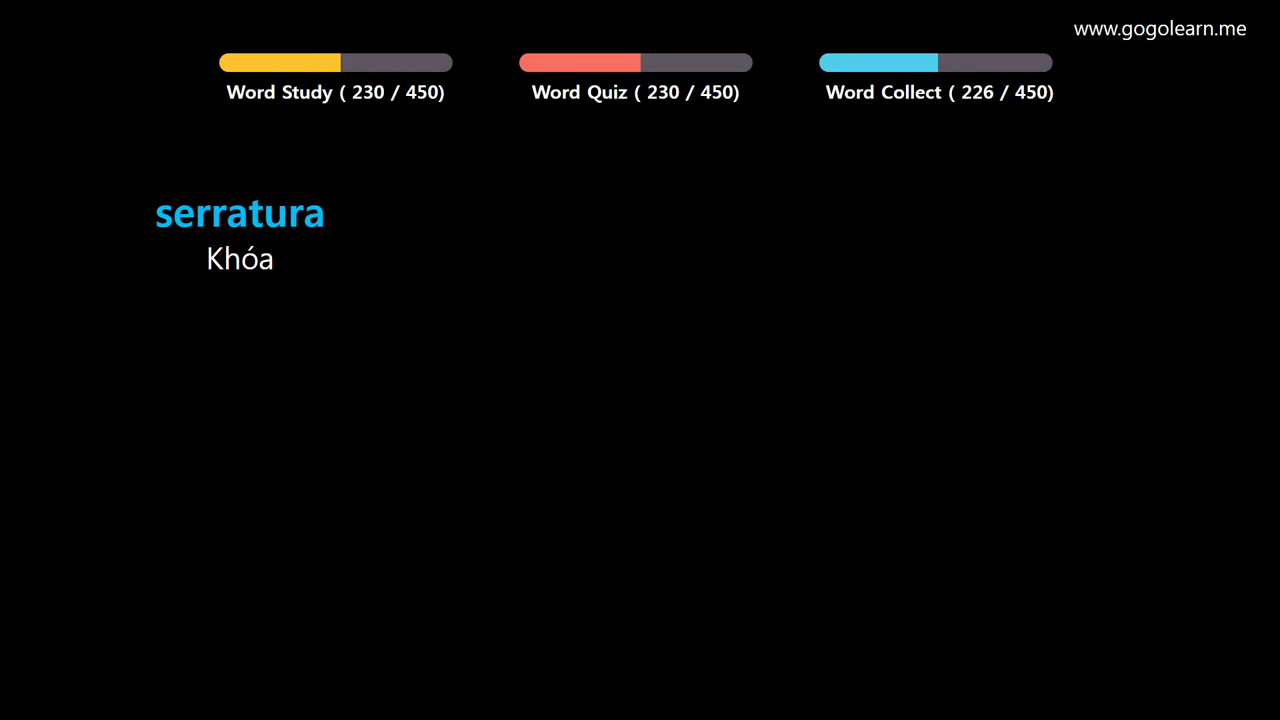 www.gogolearn.me
Word Study ( 230 / 450)
Word Quiz ( 230 / 450)
Word Collect ( 226 / 450)
serratura
Khóa